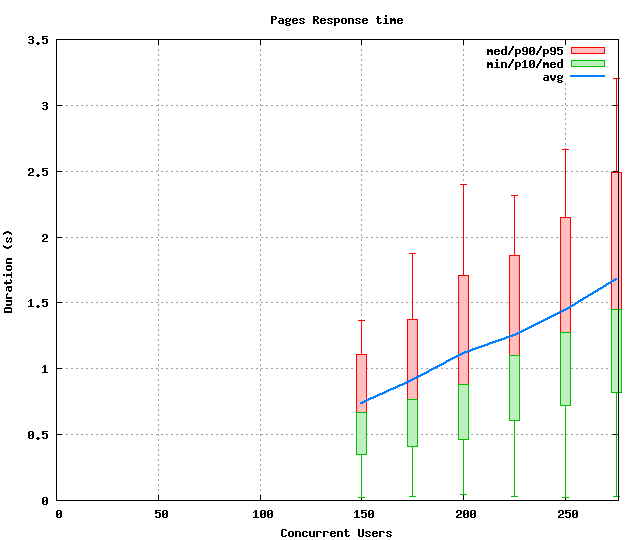 Pages Response time
3.5
3
2.5
2
1.5
1
0.5
0
Duration (s)
med/p90/p95
min/p10/med
avg
0 50 100 150 200 250
Concurrent Users